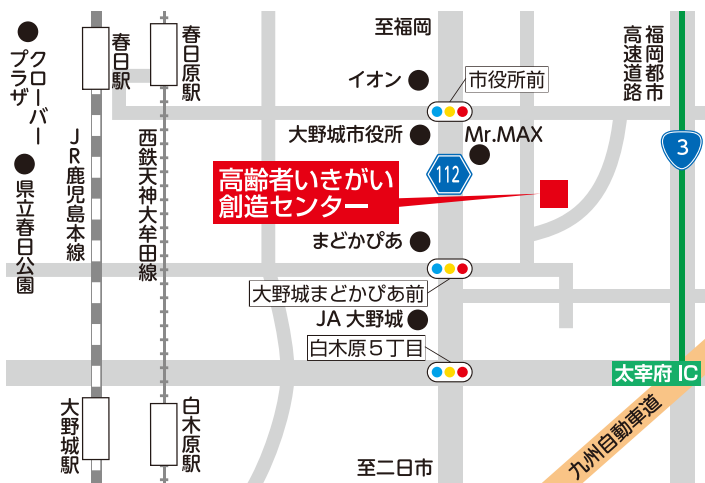 至福岡
春日駅
春日原駅
福岡都市
高速道路
クローバー
プラザ
イオン
市役所前
大野城市役所
Mr.MAX
3
JR鹿児島本線
西鉄天神大牟田線
112
県立春日公園
高齢者いきがい
創造センター
まどかぴあ
大野城まどかぴあ前
JA 大野城
白木原5丁目
太宰府 IC
大野城駅
白木原駅
九州自動車道
至二日市